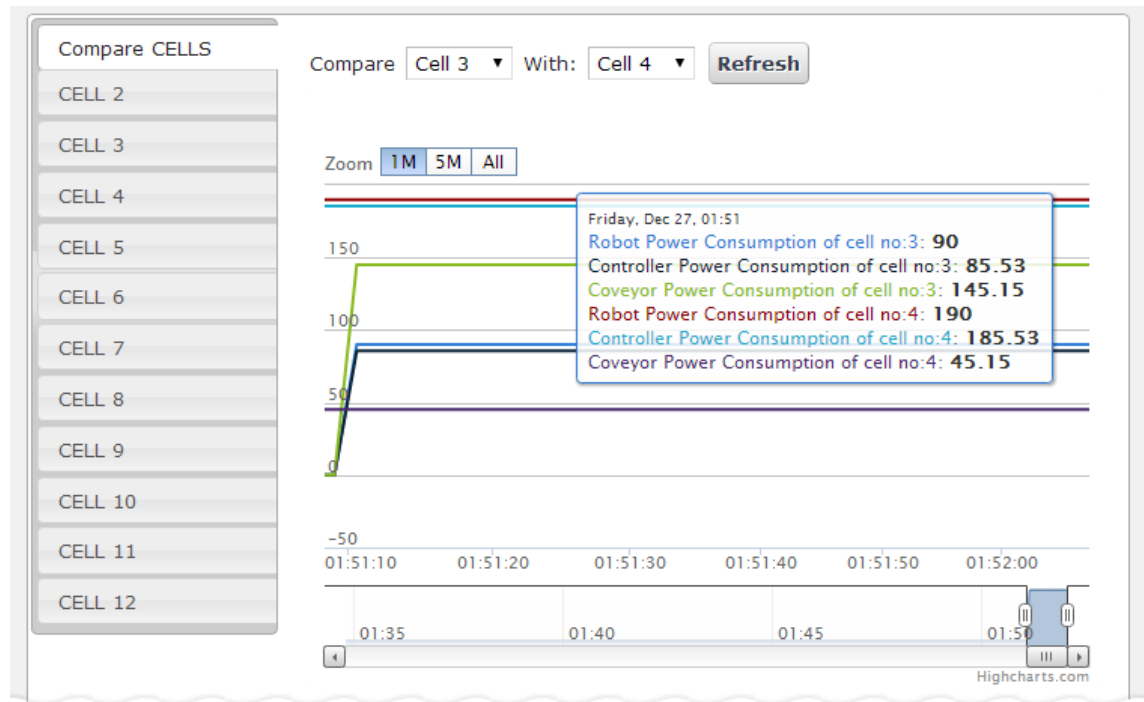 Compare CELLS
CELL 2
CELL 3
CELL 4
CELL 5
CELL 6
CELL 7
CELL 8
CELL 9
CELL 10
CELL 11
CELL 12
Compare Cell 3 With: Cell 4 Refresh
Zoom 1M 5M All
Friday, Dec 27, 01:51
Robot Power Consumption of cell no:3: 90
Controller Power Consumption of cell no:3: 85.53
Coveyor Power Consumption of cell no:3: 145.15
Robot Power Consumption of cell no:4: 190
Controller Power Consumption of cell no:4: 185.53
Coveyor Power Consumption of cell no:4: 45.15
150
100
50
0
-50
01:51:10 01:51:20 01:51:30 01:51:40 01:51:50 01:52:00
01:35 01:40 01:45 01:50
Highcharts.com